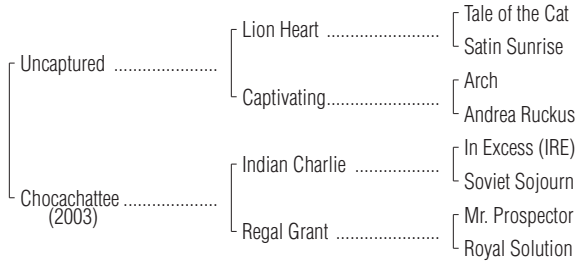 Tale of the Cat
Lion Heart ........................
Satin Sunrise
Uncaptured ......................
Arch
Captivating........................
Andrea Ruckus
In Excess (IRE)
Indian Charlie ..................
Soviet Sojourn
Chocachattee ....................
(2003)
Mr. Prospector
Regal Grant ......................
Royal Solution